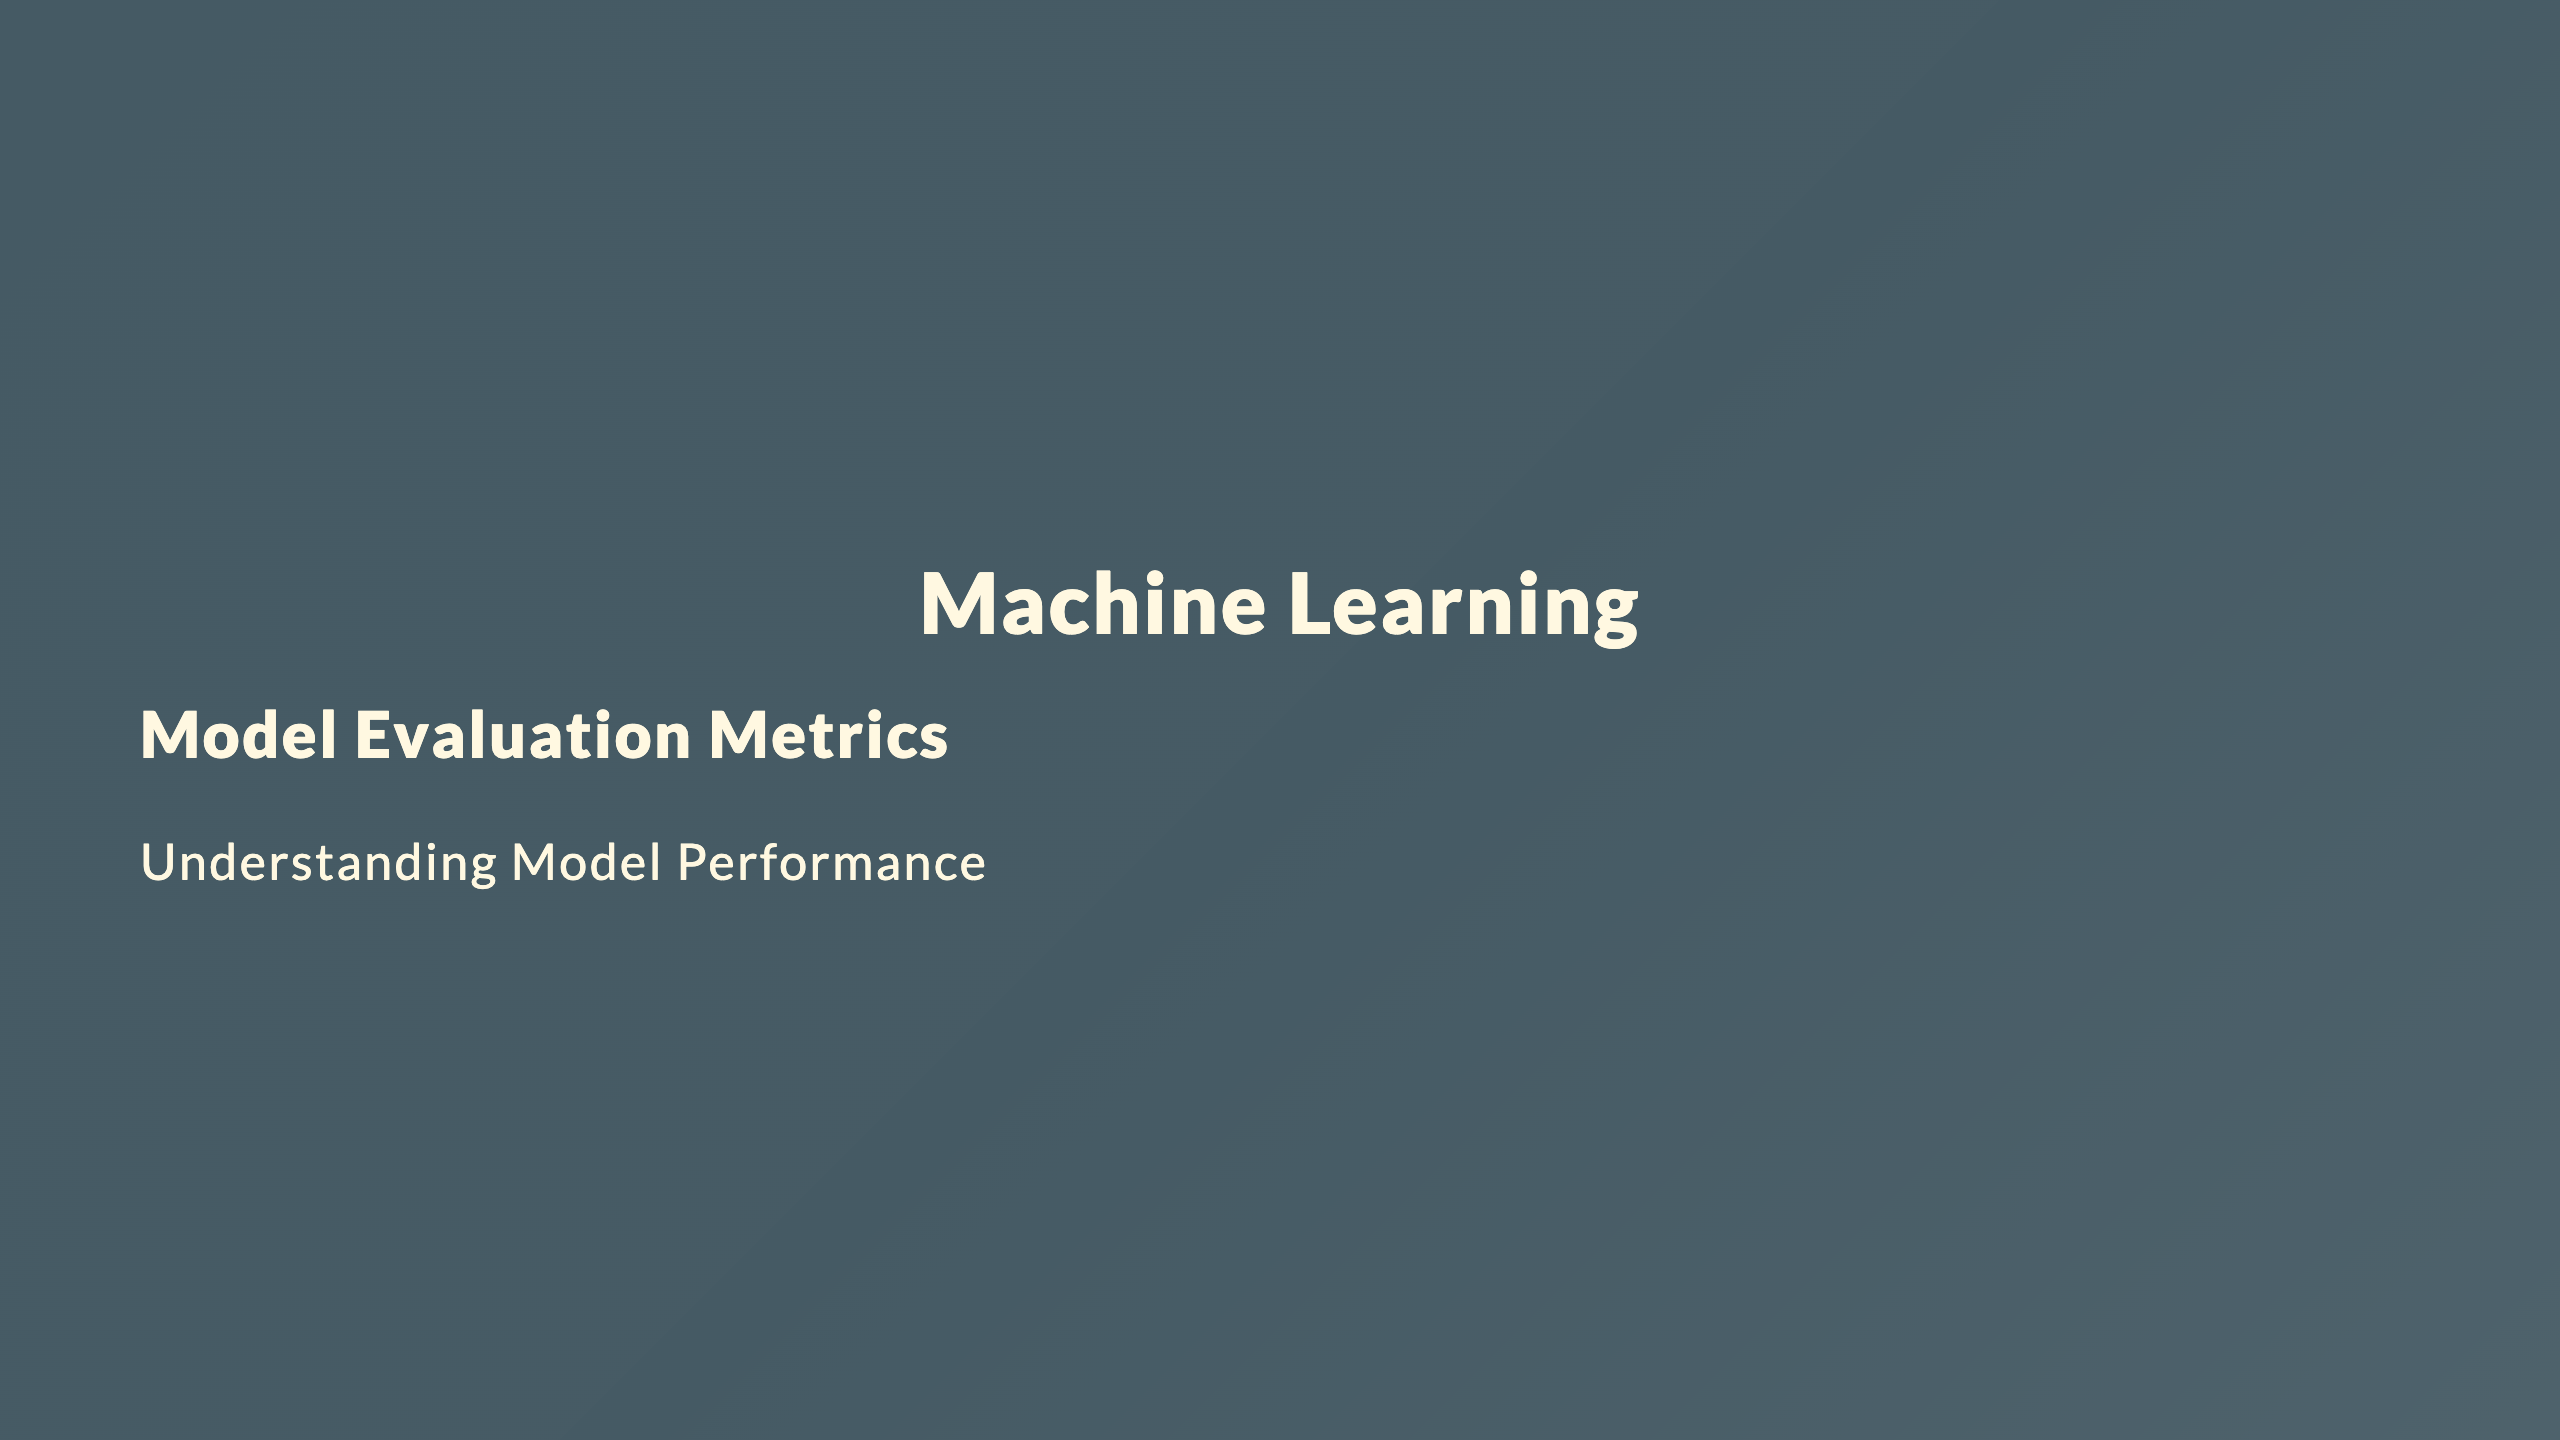 Machine Learning
Model Evaluation Metrics
Understanding Model Performance